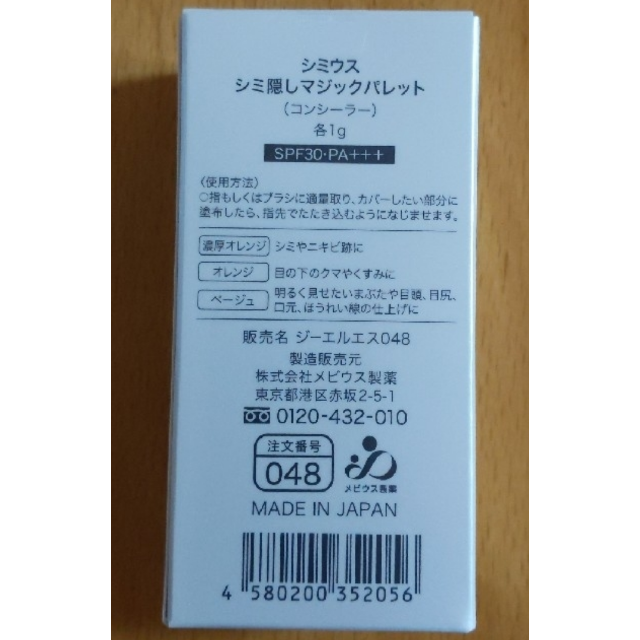 シミウス
シミ隠しマジックパレット
（コンシーラー）
各1g
SPF30・PA+++
〈使用方法〉
○指もしくはブラシに適量取り、カバーしたい部分に
塗布したら、指先でたたき込むようになじませます。
濃厚オレンジ シミやニキビ跡に
オレンジ 目の下のクマやくすみに
ベージュ 明るく見せたいまぶたや目頭、目尻、
口元、ほうれい線の仕上げに
販売名 ジーエルエス048
製造販売元
株式会社メビウス製薬
東京都港区赤坂2-5-1
0120-432-010
注文番号
048
メビウス製薬
MADE IN JAPAN
4 580200 352056